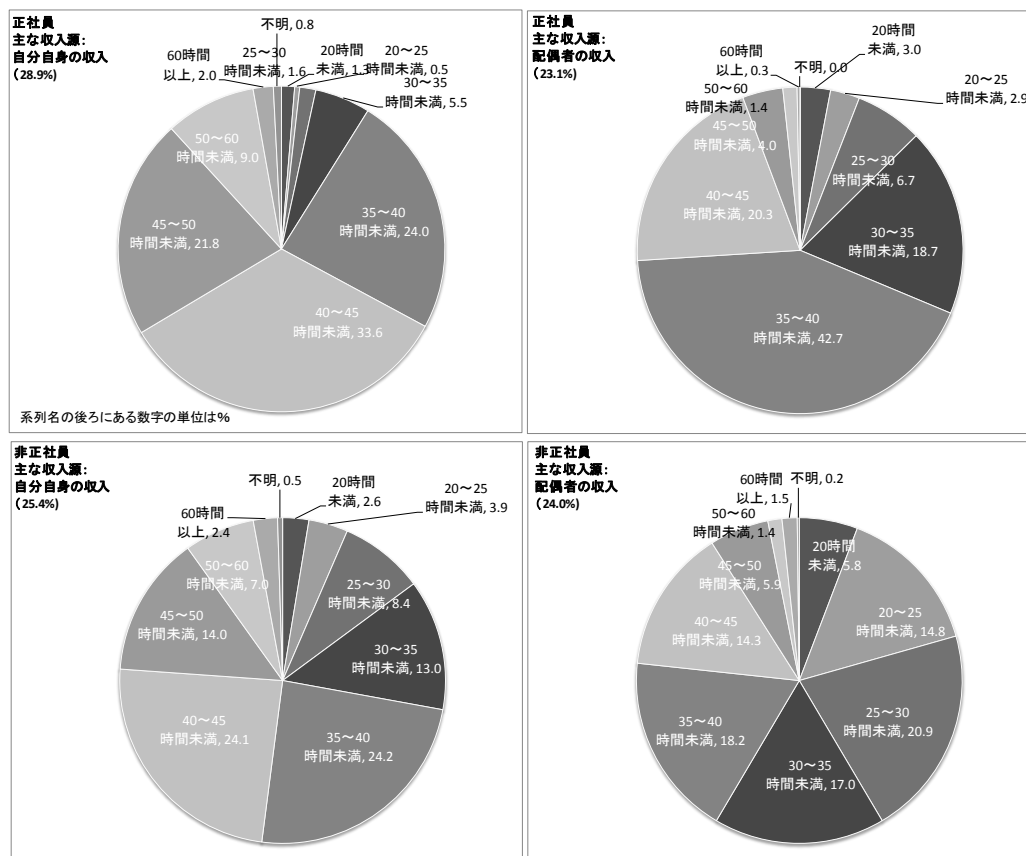 正社員
主な収入源：
自分自身の収入
（28.9%）
不明, 0.8
20時間
未満, 1.3
20～25
時間未満, 0.5
25～30
時間未満, 1.6
30～35
時間未満, 5.5
35～40
時間未満, 24.0
40～45
時間未満, 33.6
45～50
時間未満, 21.8
50～60
時間未満, 9.0
60時間
以上, 2.0
系列名の後ろにある数字の単位は%
正社員
主な収入源：
配偶者の収入
（23.1%）
不明, 0.0
20時間
未満, 3.0
20～25
時間未満, 2.9
25～30
時間未満, 6.7
30～35
時間未満, 18.7
35～40
時間未満, 42.7
40～45
時間未満, 20.3
45～50
時間未満, 4.0
50～60
時間未満, 1.4
60時間
以上, 0.3
非正社員
主な収入源：
自分自身の収入
（25.4%）
不明, 0.5
20時間
未満, 2.6
20～25
時間未満, 3.9
25～30
時間未満, 8.4
30～35
時間未満, 13.0
35～40
時間未満, 24.2
40～45
時間未満, 24.1
45～50
時間未満, 14.0
50～60
時間未満, 7.0
60時間
以上, 2.4
非正社員
主な収入源：
配偶者の収入
（24.0%）
不明, 0.2
20時間
未満, 5.8
20～25
時間未満, 14.8
25～30
時間未満, 20.9
30～35
時間未満, 17.0
35～40
時間未満, 18.2
40～45
時間未満, 14.3
45～50
時間未満, 5.9
50～60
時間未満, 1.4
60時間
以上, 1.5